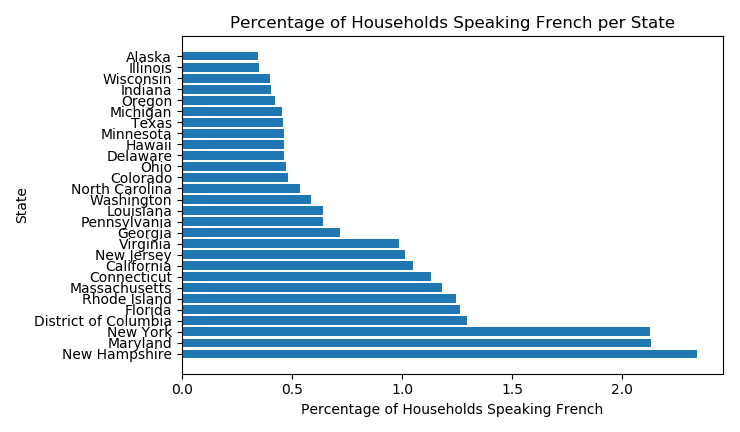 Percentage of Households Speaking French per State
State
Alaska
Illinois
Wisconsin
Indiana
Oregon
Michigan
Texas
Minnesota
Hawaii
Delaware
Ohio
Colorado
North Carolina
Washington
Louisiana
Pennsylvania
Georgia
Virginia
New Jersey
California
Connecticut
Massachusetts
Rhode Island
Florida
District of Columbia
New York
Maryland
New Hampshire
0.0 0.5 1.0 1.5 2.0
Percentage of Households Speaking French